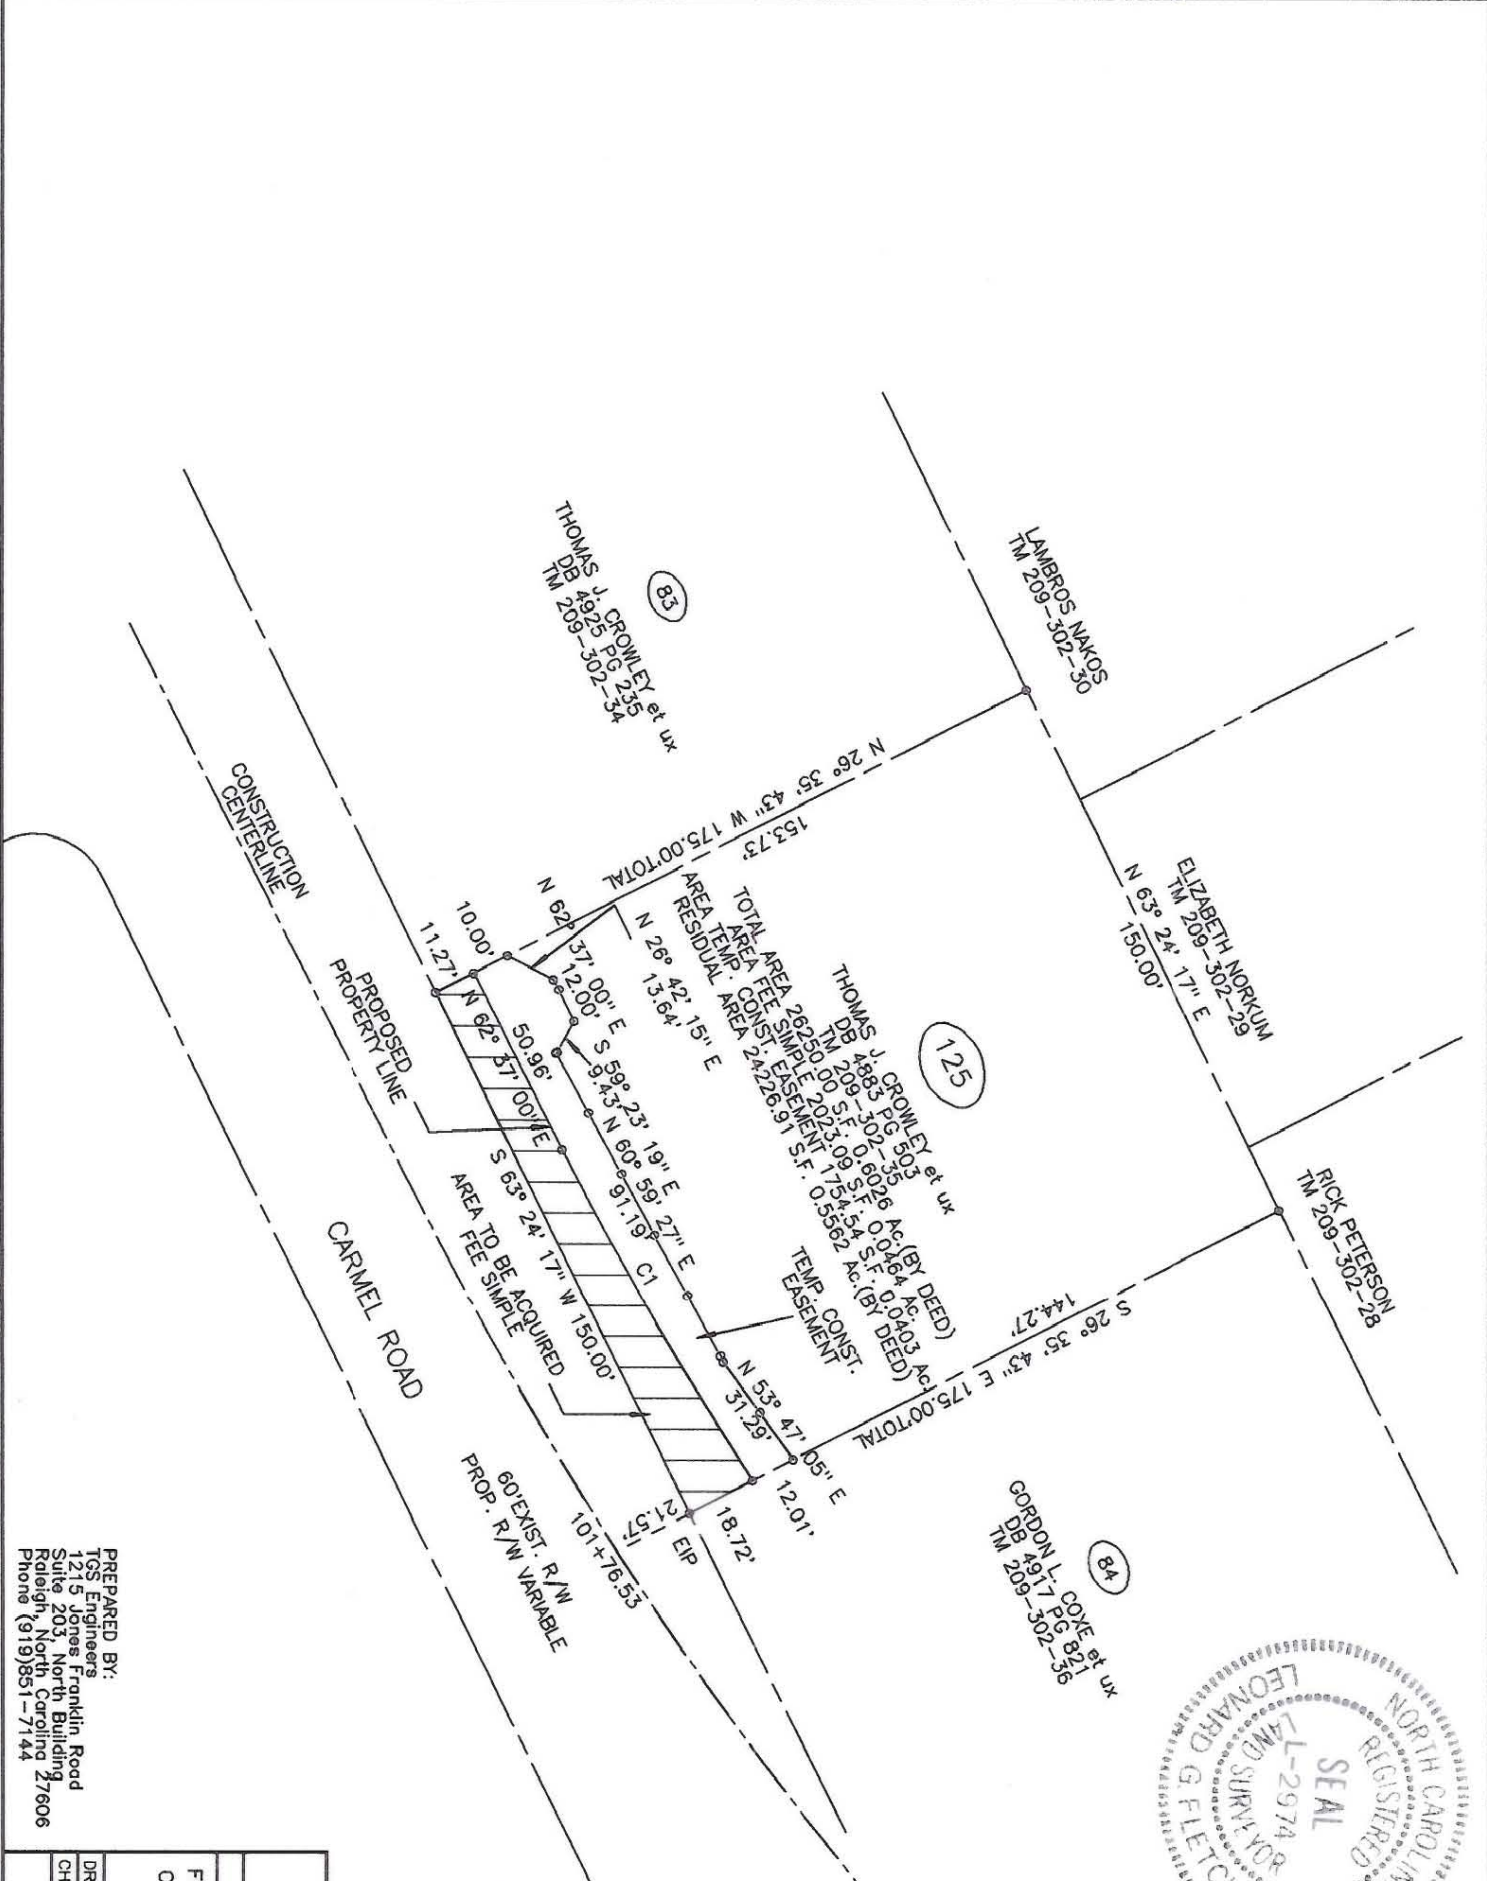 LAMBROS NAKOS
TM 209-302-30
ELIZABETH NORKUM
TM 209-302-29
RICK PETERSON
TM 209-302-28
N 63° 24' 17" E
150.00'
83
THOMAS J. CROWLEY et ux
DB 4925 PG 235
TM 209-302-34
N 26° 35' 43" W 175.00'TOTAL
153.73'
125
THOMAS J. CROWLEY et ux
DB 4883 PG 503
TM 209-302-35
TOTAL AREA 26250.00 S.F. 0.6026 Ac.(BY DEED)
AREA FEE SIMPLE 2023.09 S.F. 0.0464 Ac.
AREA TEMP. CONST. EASEMENT 1754.54 S.F. 0.0403 Ac.
RESIDUAL AREA 24226.91 S.F. 0.5562 Ac.(BY DEED)
S 26° 35' 43" E 175.00'TOTAL
144.27'
84
GORDON L. COXE et ux
DB 4917 PG 821
TM 209-302-36
N 26° 42' 15" E
13.64'
N 62° 37' 00" E
12.00'
S 59° 23' 19" E
9.43'
N 60° 59' 27" E
91.19'
TEMP. CONST.
EASEMENT
N 53° 47' 05" E
31.29'
10.00'
11.27'
N 62° 37' 00" E
50.96'
C1
12.01'
18.72'
S 63° 24' 17" W 150.00'
EIP
21.57'
101+76.53
CONSTRUCTION
CENTERLINE
PROPOSED
PROPERTY LINE
AREA TO BE ACQUIRED
FEE SIMPLE
CARMEL ROAD
60'EXIST. R/W
PROP. R/W VARIABLE
NORTH CAROLIN
REGISTERED
SEAL
L-2974
LAND SURVEYOR
LEONARD G. FLETC
PREPARED BY:
TGS Engineers
1215 Jones Franklin Road
Suite 203, North Building
Raleigh, North Carolina 27606
Phone (919)851-7144
F
C
DR
CH